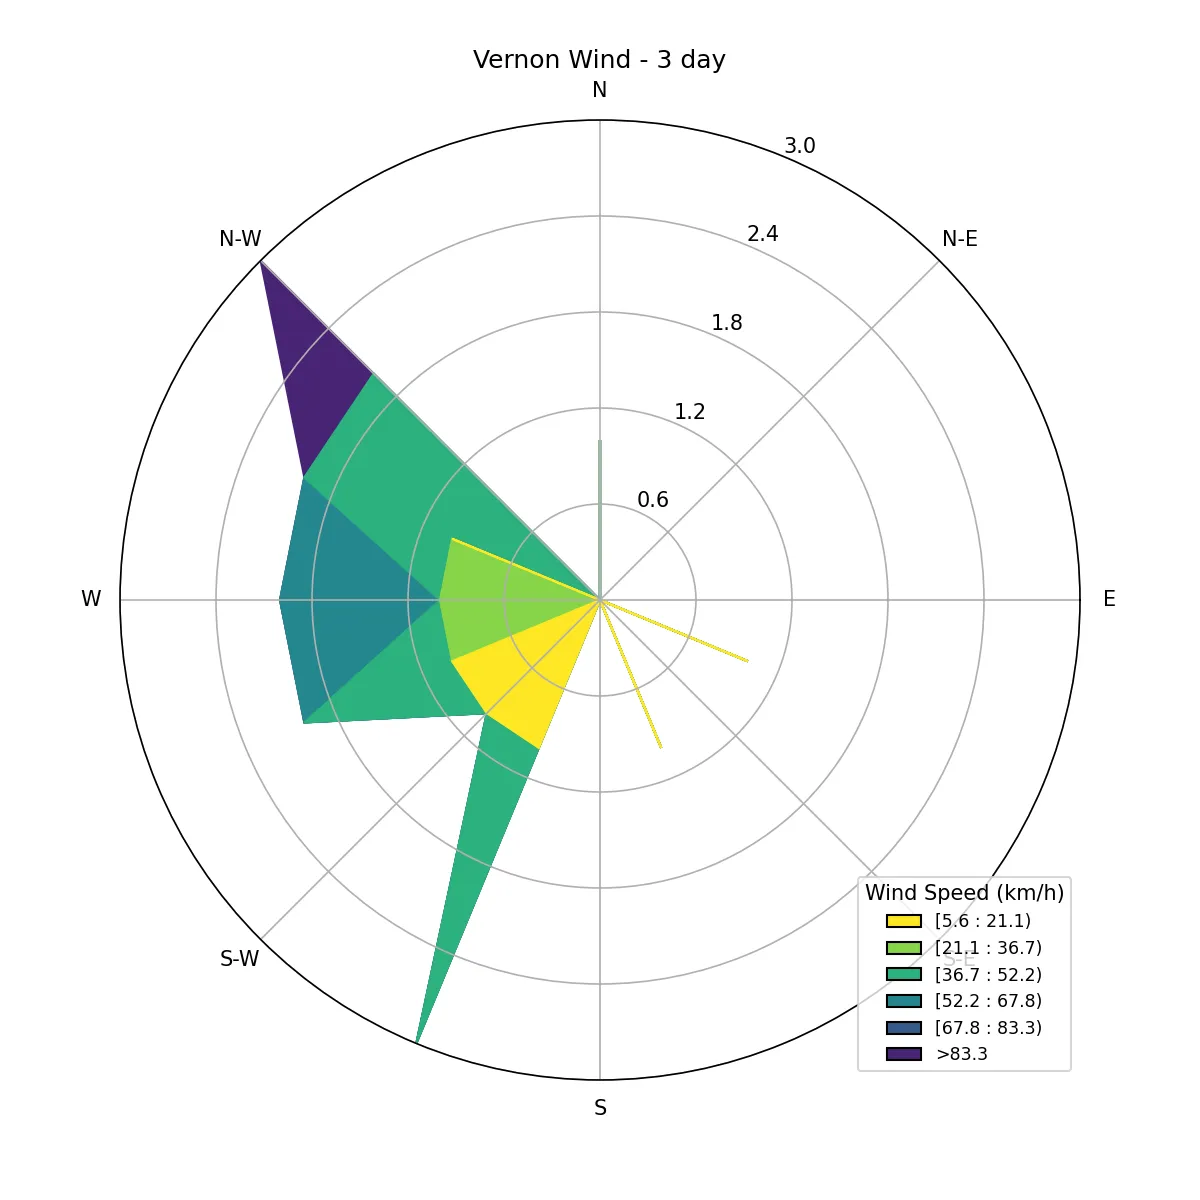 Vernon Wind - 3 day
N
3.0
N-W
2.4
N-E
1.8
1.2
0.6
W
E
S-W
S-E
S
Wind Speed (km/h)
[5.6 : 21.1)
[21.1 : 36.7)
[36.7 : 52.2)
[52.2 : 67.8)
[67.8 : 83.3)
>83.3